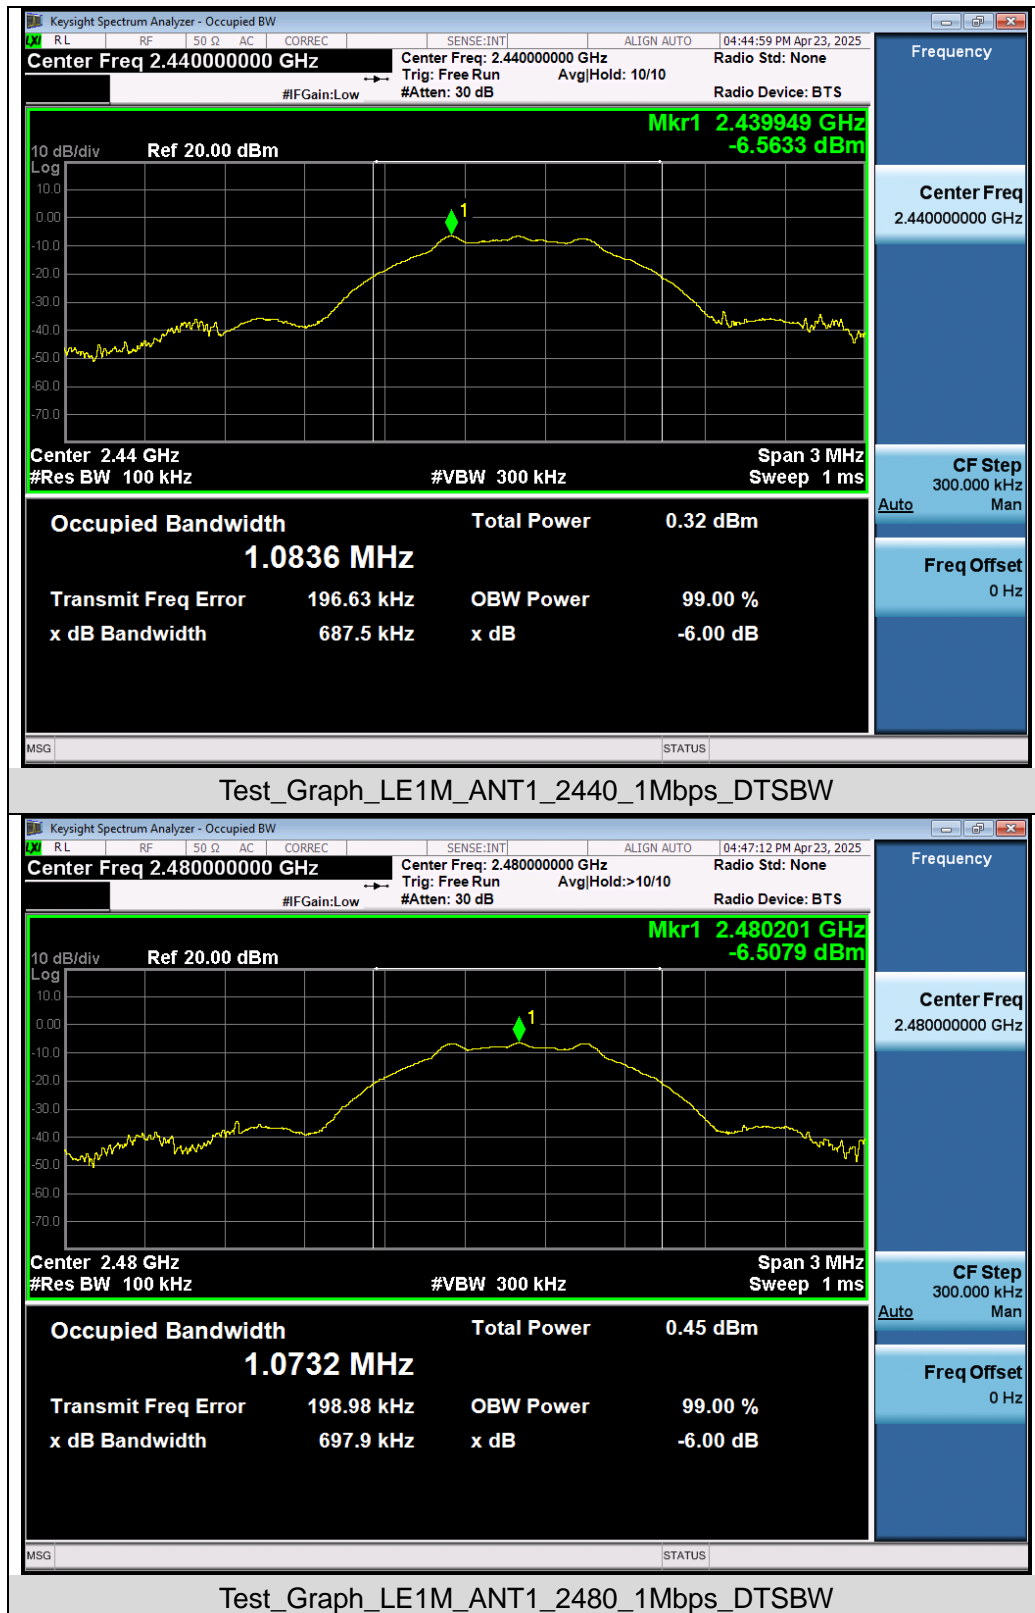 Keysight Spectrum Analyzer - Occupied BW
LXI RL RF 50 Ω AC CORREC SENSE:INT ALIGN AUTO 04:44:59 PM Apr 23, 2025
Center Freq 2.440000000 GHz
Center Freq: 2.440000000 GHz
Radio Std: None
Trig: Free Run Avg|Hold: 10/10
#IFGain:Low
#Atten: 30 dB
Radio Device: BTS
Frequency
Mkr1 2.439949 GHz
-6.5633 dBm
10 dB/div Ref 20.00 dBm
Log
10.0
0.00
-10.0
-20.0
-30.0
-40.0
-50.0
-60.0
-70.0
1
Center 2.44 GHz Span 3 MHz
#Res BW 100 kHz #VBW 300 kHz Sweep 1 ms
Center Freq
2.440000000 GHz
CF Step
300.000 kHz
Auto Man
Freq Offset
0 Hz
Occupied Bandwidth Total Power 0.32 dBm
1.0836 MHz
Transmit Freq Error 196.63 kHz OBW Power 99.00 %
x dB Bandwidth 687.5 kHz x dB -6.00 dB
MSG STATUS
Test_Graph_LE1M_ANT1_2440_1Mbps_DTSBW
Keysight Spectrum Analyzer - Occupied BW
LXI RL RF 50 Ω AC CORREC SENSE:INT ALIGN AUTO 04:47:12 PM Apr 23, 2025
Center Freq 2.480000000 GHz
Center Freq: 2.480000000 GHz
Radio Std: None
Trig: Free Run Avg|Hold:>10/10
#IFGain:Low
#Atten: 30 dB
Radio Device: BTS
Frequency
Mkr1 2.480201 GHz
-6.5079 dBm
10 dB/div Ref 20.00 dBm
Log
10.0
0.00
-10.0
-20.0
-30.0
-40.0
-50.0
-60.0
-70.0
1
Center 2.48 GHz Span 3 MHz
#Res BW 100 kHz #VBW 300 kHz Sweep 1 ms
Center Freq
2.480000000 GHz
CF Step
300.000 kHz
Auto Man
Freq Offset
0 Hz
Occupied Bandwidth Total Power 0.45 dBm
1.0732 MHz
Transmit Freq Error 198.98 kHz OBW Power 99.00 %
x dB Bandwidth 697.9 kHz x dB -6.00 dB
MSG STATUS
Test_Graph_LE1M_ANT1_2480_1Mbps_DTSBW